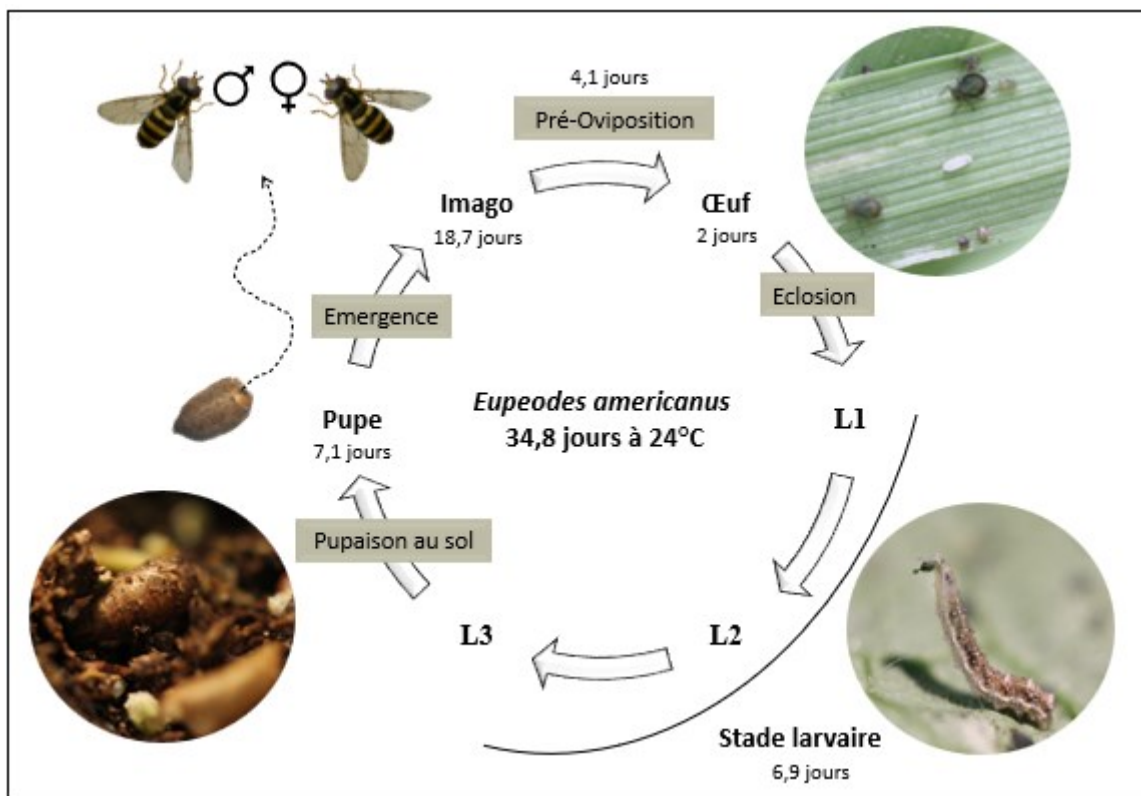 4,1 jours
Pré-Oviposition
Imago
18,7 jours
Œuf
2 jours
Eclosion
Emergence
Eupeodes americanus
34,8 jours à 24°C
L1
Pupe
7,1 jours
Pupaison au sol
L2
L3
Stade larvaire
6,9 jours